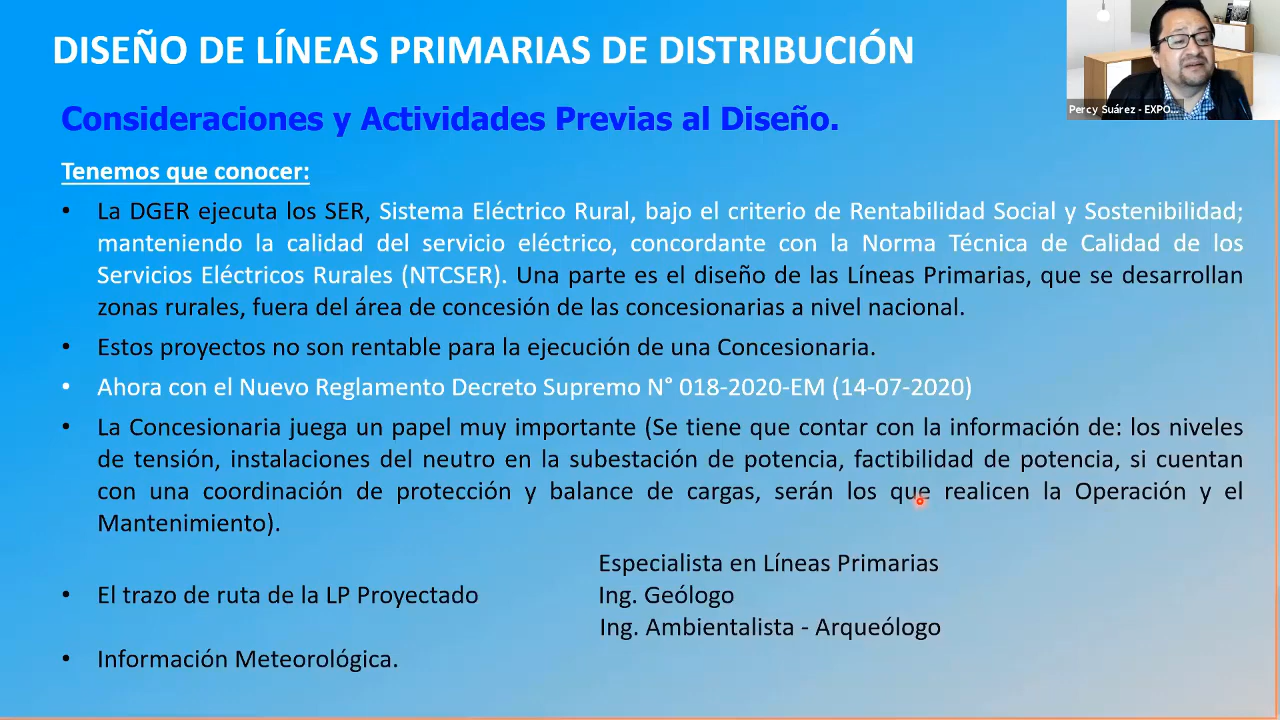 DISEÑO DE LÍNEAS PRIMARIAS DE DISTRIBUCIÓN
Percy Suárez - EXPO...
Consideraciones y Actividades Previas al Diseño.
Tenemos que conocer:
• La DGER ejecuta los SER, Sistema Eléctrico Rural, bajo el criterio de Rentabilidad Social y Sostenibilidad;
manteniendo la calidad del servicio eléctrico, concordante con la Norma Técnica de Calidad de los
Servicios Eléctricos Rurales (NTCSER). Una parte es el diseño de las Líneas Primarias, que se desarrollan
zonas rurales, fuera del área de concesión de las concesionarias a nivel nacional.
• Estos proyectos no son rentable para la ejecución de una Concesionaria.
• Ahora con el Nuevo Reglamento Decreto Supremo N° 018-2020-EM (14-07-2020)
• La Concesionaria juega un papel muy importante (Se tiene que contar con la información de: los niveles
de tensión, instalaciones del neutro en la subestación de potencia, factibilidad de potencia, si cuentan
con una coordinación de protección y balance de cargas, serán los que realicen la Operación y el
Mantenimiento).
Especialista en Líneas Primarias
• El trazo de ruta de la LP Proyectado Ing. Geólogo
Ing. Ambientalista - Arqueólogo
• Información Meteorológica.